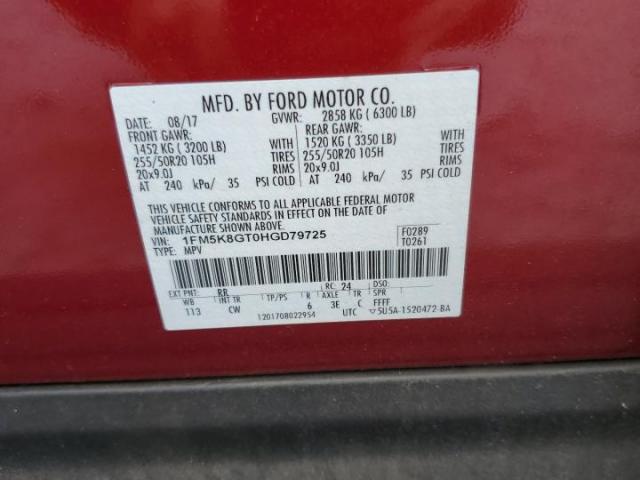 MFD. BY FORD MOTOR CO.
08/17 GVWR: 2858 KG ( 6300 LB)
FRONT GAWR: REAR GAWR:
1452 KG ( 3200 LB) WITH 1520 KG ( 3350 LB) WITH
255/50R20 105H TIRES 255/50R20 105H TIRES
20x9.0J RIMS 20x9.0J RIMS
AT 240 kPa/ 35 PSI COLD AT 240 kPa/ 35 PSI COLD
THIS VEHICLE CONFORMS TO ALL APPLICABLE FEDERAL MOTOR
VEHICLE SAFETY STANDARDS IN EFFECT ON THE DATE OF
MANUFACTURE SHOWN ABOVE.
VIN: 1FM5K8GT0HGD79725 F0289
TYPE: MPV T0261
EXT PNT: RR RC: 24 DSO:
WB INT TR TP/PS R AXLE TR
113 CW 6 3E C FFFF
1201708022954 UTC ▽5U5A-1520472-BA